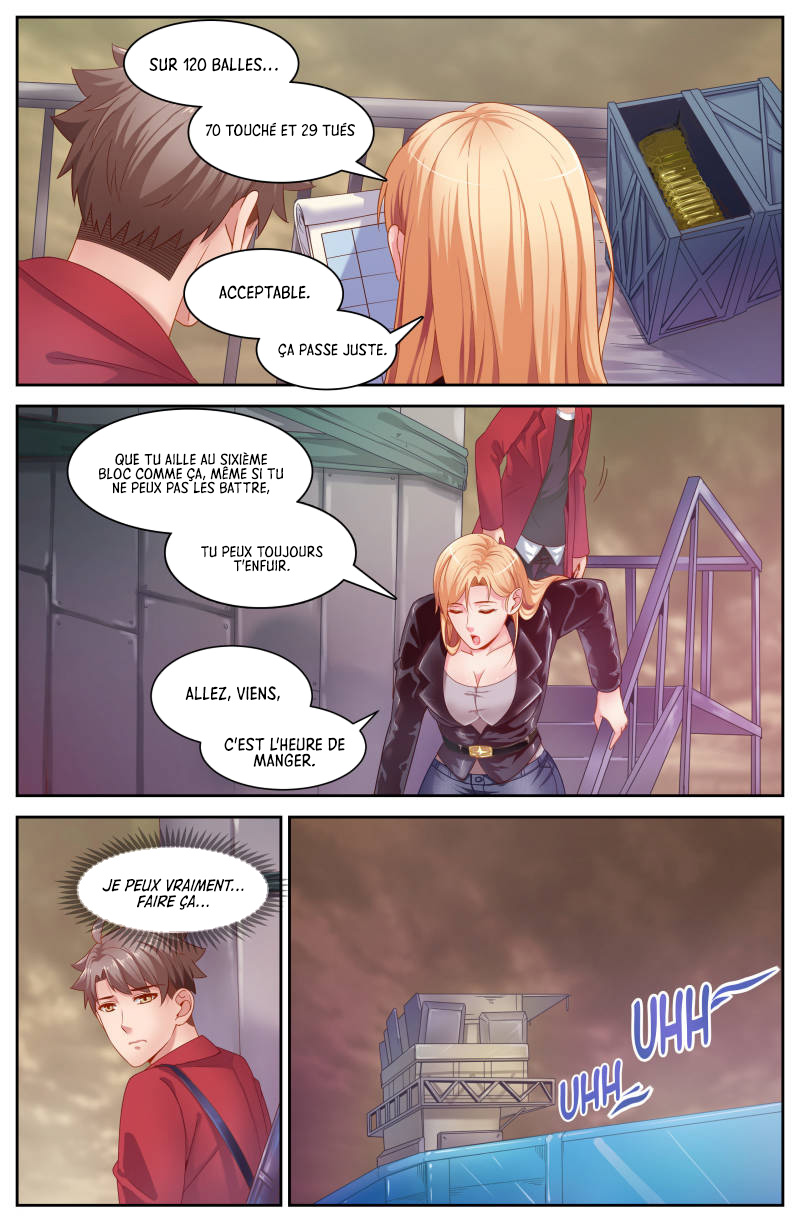 SUR 120 BALLES...
70 TOUCHÉ ET 29 TUÉS
ACCEPTABLE.
ÇA PASSE JUSTE.
QUE TU AILLE AU SIXIÈME
BLOC COMME ÇA, MÊME SI TU
NE PEUX PAS LES BATTRE,
TU PEUX TOUJOURS
T'ENFUIR.
ALLEZ, VIENS,
C'EST L'HEURE DE
MANGER.
JE PEUX VRAIMENT...
FAIRE ÇA...
UHH
UHH